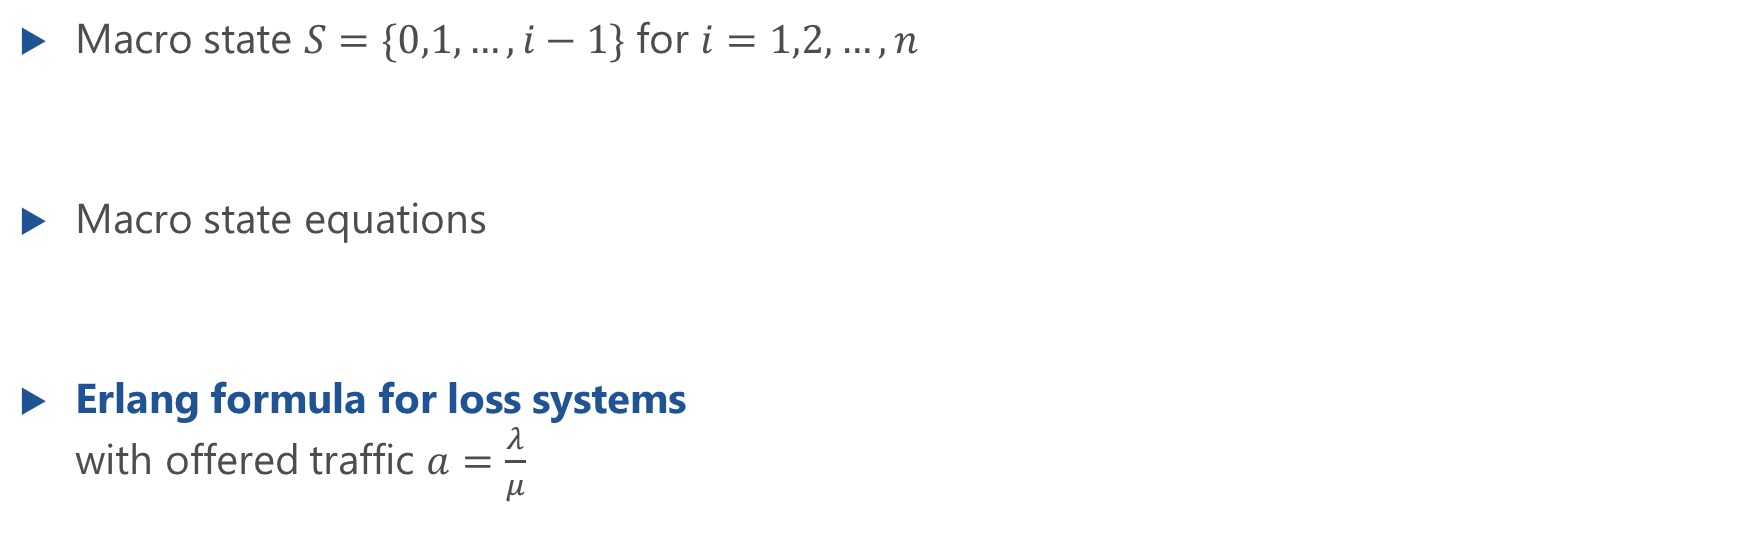 Macro state 𝑆 = {0,1, … , 𝑖 − 1} for 𝑖 = 1,2, … , 𝑛
Macro state equations
Erlang formula for loss systems
with offered traffic 𝑎 = 𝜆/𝜇